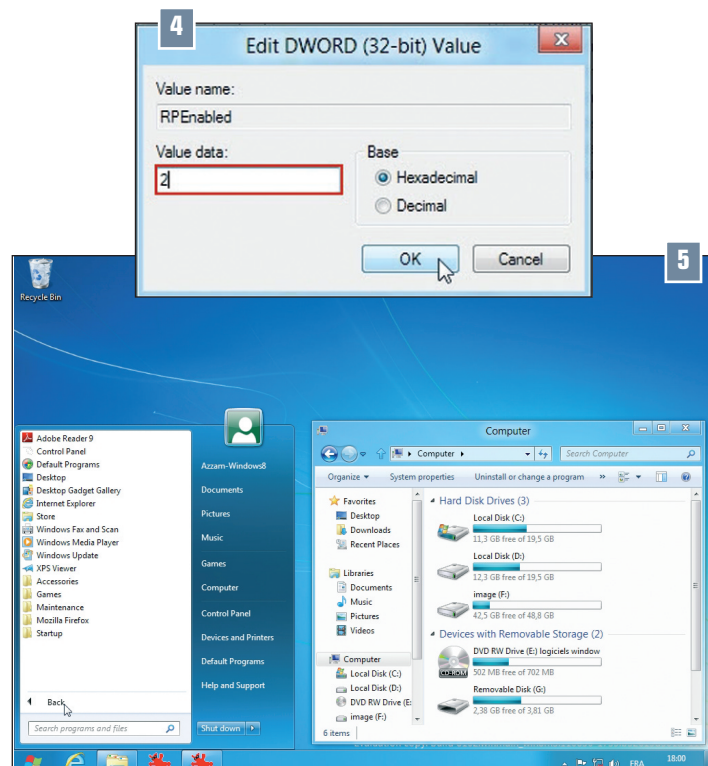 4
Edit DWORD (32-bit) Value
Value name:
RPEnabled
Value data:
2
Base
Hexadecimal
Decimal
OK
Cancel
5
Recycle Bin
Adobe Reader 9
Control Panel
Default Programs
Desktop
Desktop Gadget Gallery
Internet Explorer
Store
Windows Fax and Scan
Windows Media Player
Windows Update
XPS Viewer
Accessories
Games
Maintenance
Mozilla Firefox
Startup
Back
Search programs and files
Azzam-Windows8
Documents
Pictures
Music
Games
Computer
Control Panel
Devices and Printers
Default Programs
Help and Support
Shut down
Computer
Computer
Search Computer
Organize
System properties
Uninstall or change a program
»
Favorites
Desktop
Downloads
Recent Places
Libraries
Documents
Music
Pictures
Videos
Computer
Local Disk (C:)
Local Disk (D:)
DVD RW Drive (E:
image (F:)
Hard Disk Drives (3)
Local Disk (C:)
11,3 GB free of 19,5 GB
Local Disk (D:)
12,3 GB free of 19,5 GB
image (F:)
42,5 GB free of 48,8 GB
Devices with Removable Storage (2)
DVD RW Drive (E:) logiciels window
CD-ROM
502 MB free of 702 MB
Removable Disk (G:)
2,38 GB free of 3,81 GB
6 items
FRA
18:00